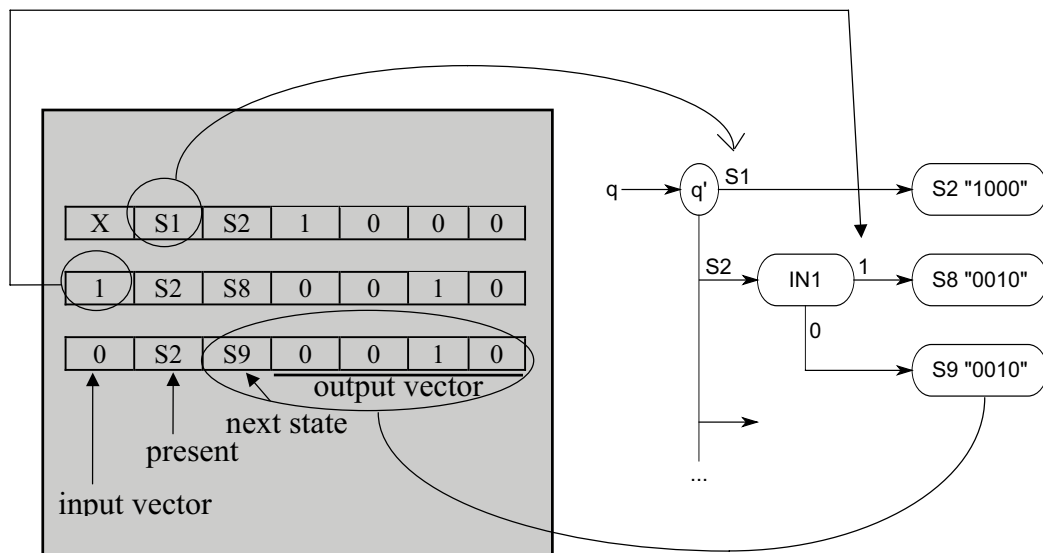 X S1 S2 1 0 0 0
1 S2 S8 0 0 1 0
0 S2 S9 0 0 1 0
output vector
next state
present
input vector
q
q'
S1
S2 "1000"
S2
IN1
1
S8 "0010"
0
S9 "0010"
...